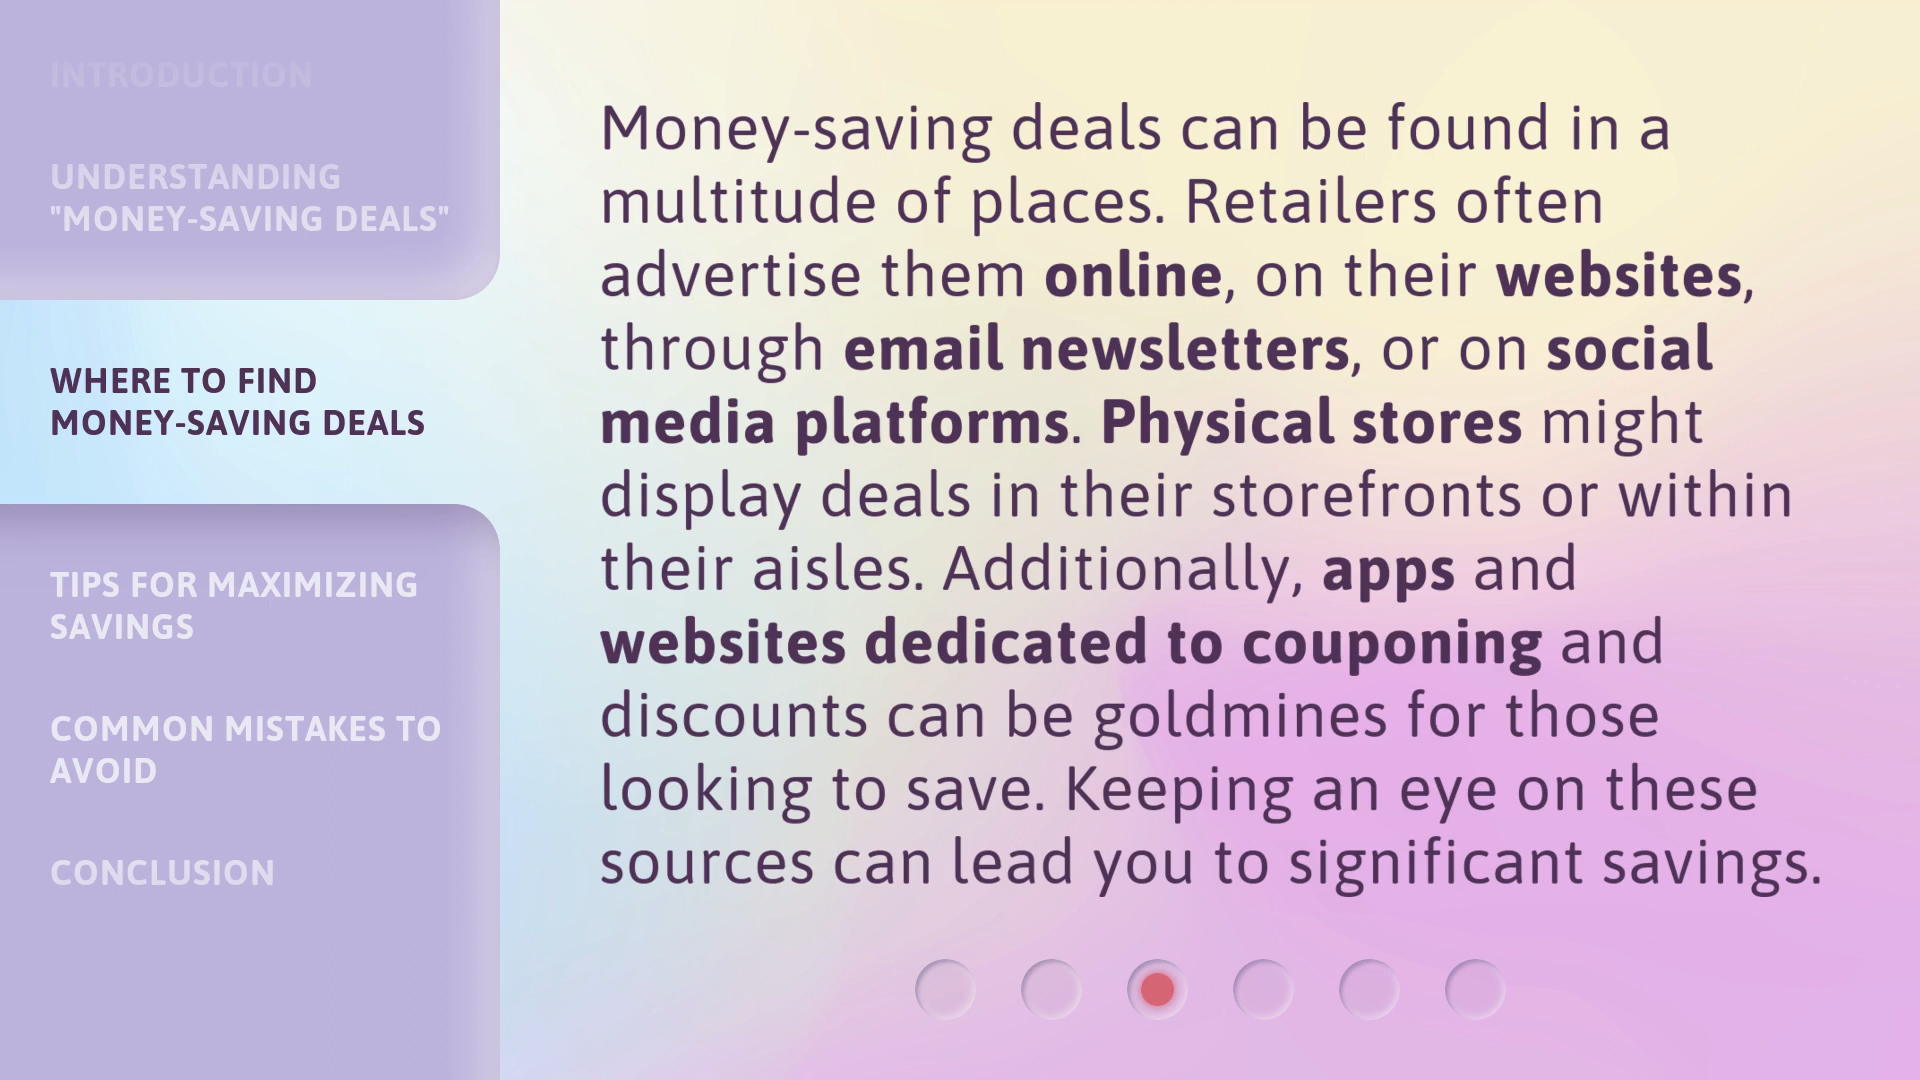 INTRODUCTION
UNDERSTANDING
"MONEY-SAVING DEALS"
WHERE TO FIND
MONEY-SAVING DEALS
TIPS FOR MAXIMIZING
SAVINGS
COMMON MISTAKES TO
AVOID
CONCLUSION
Money-saving deals can be found in a
multitude of places. Retailers often
advertise them online, on their websites,
through email newsletters, or on social
media platforms. Physical stores might
display deals in their storefronts or within
their aisles. Additionally, apps and
websites dedicated to couponing and
discounts can be goldmines for those
looking to save. Keeping an eye on these
sources can lead you to significant savings.